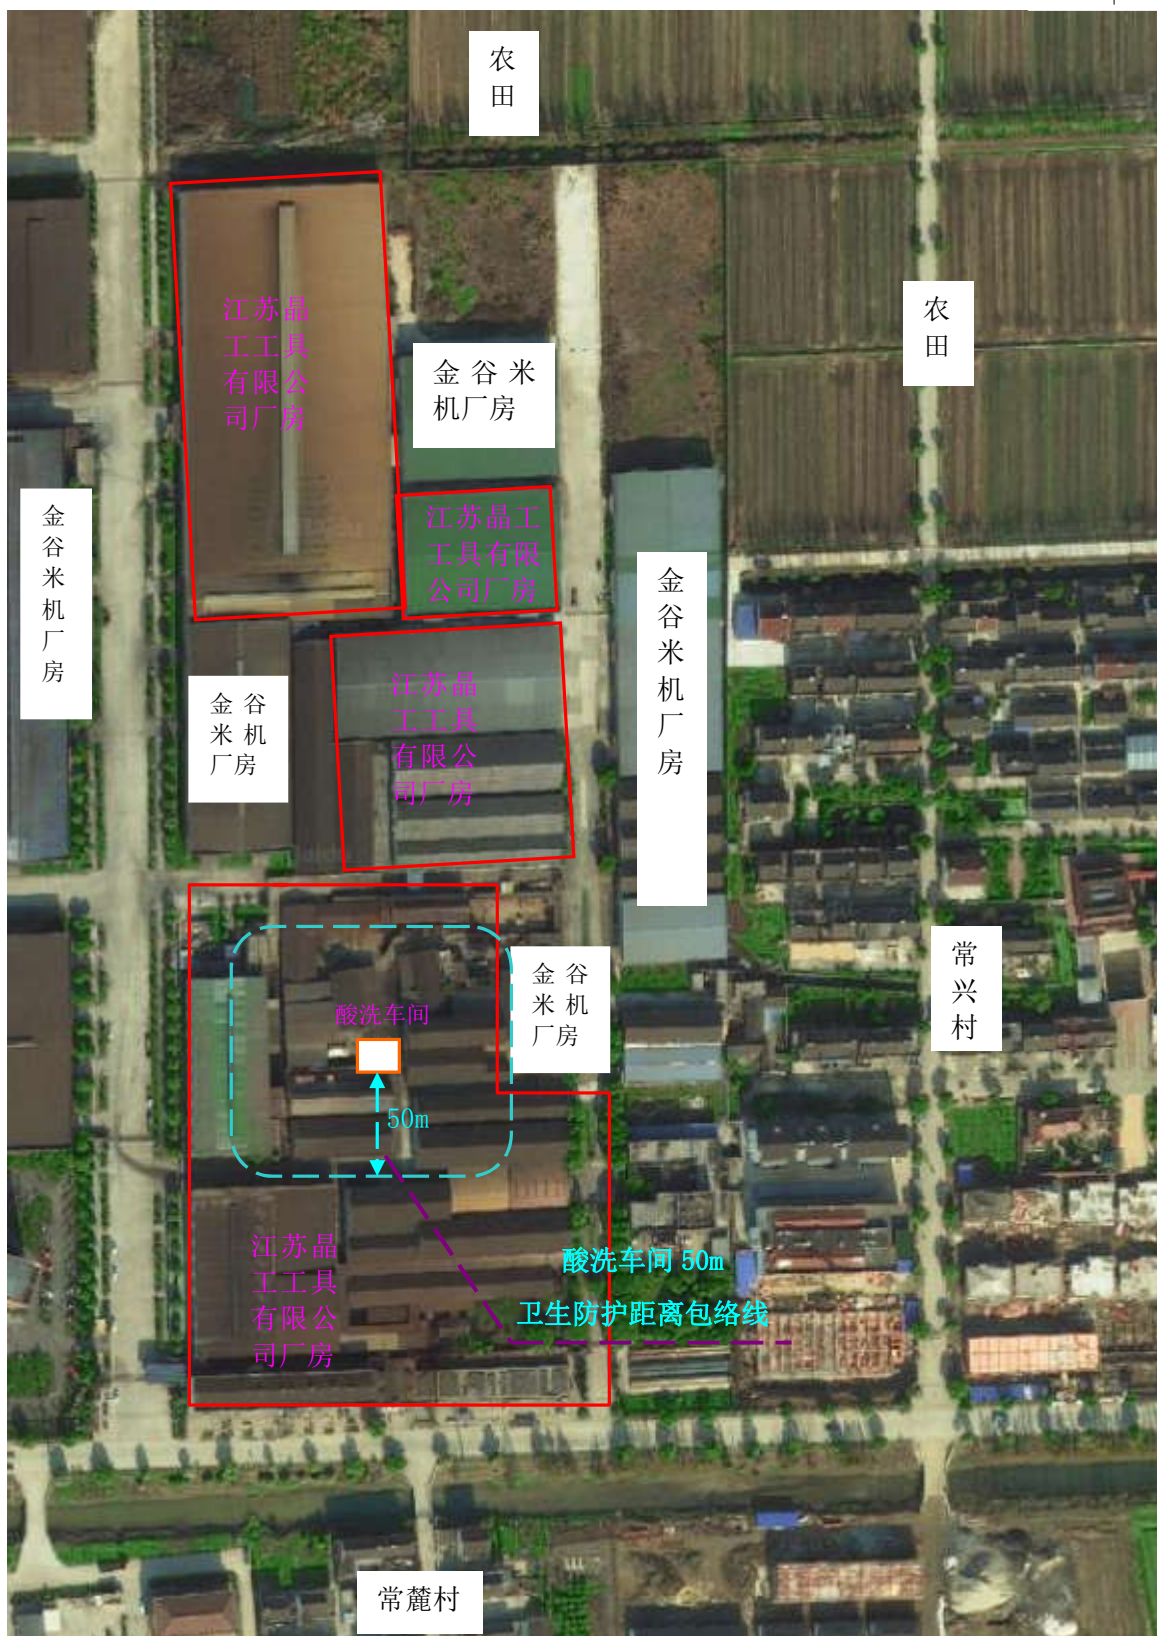 农
田
江苏晶
工工具
有限公
司厂房
农
田
金谷米
机厂房
金谷米机厂房
江苏晶工
工具有限
公司厂房
金谷米机厂房
江苏晶
工工具
有限公
司厂房
金谷
米机
厂房
常兴村
金谷
米机
厂房
酸洗车间
50m
江苏晶
工工具
有限公
司厂房
酸洗车间 50m
卫生防护距离包络线
常麓村